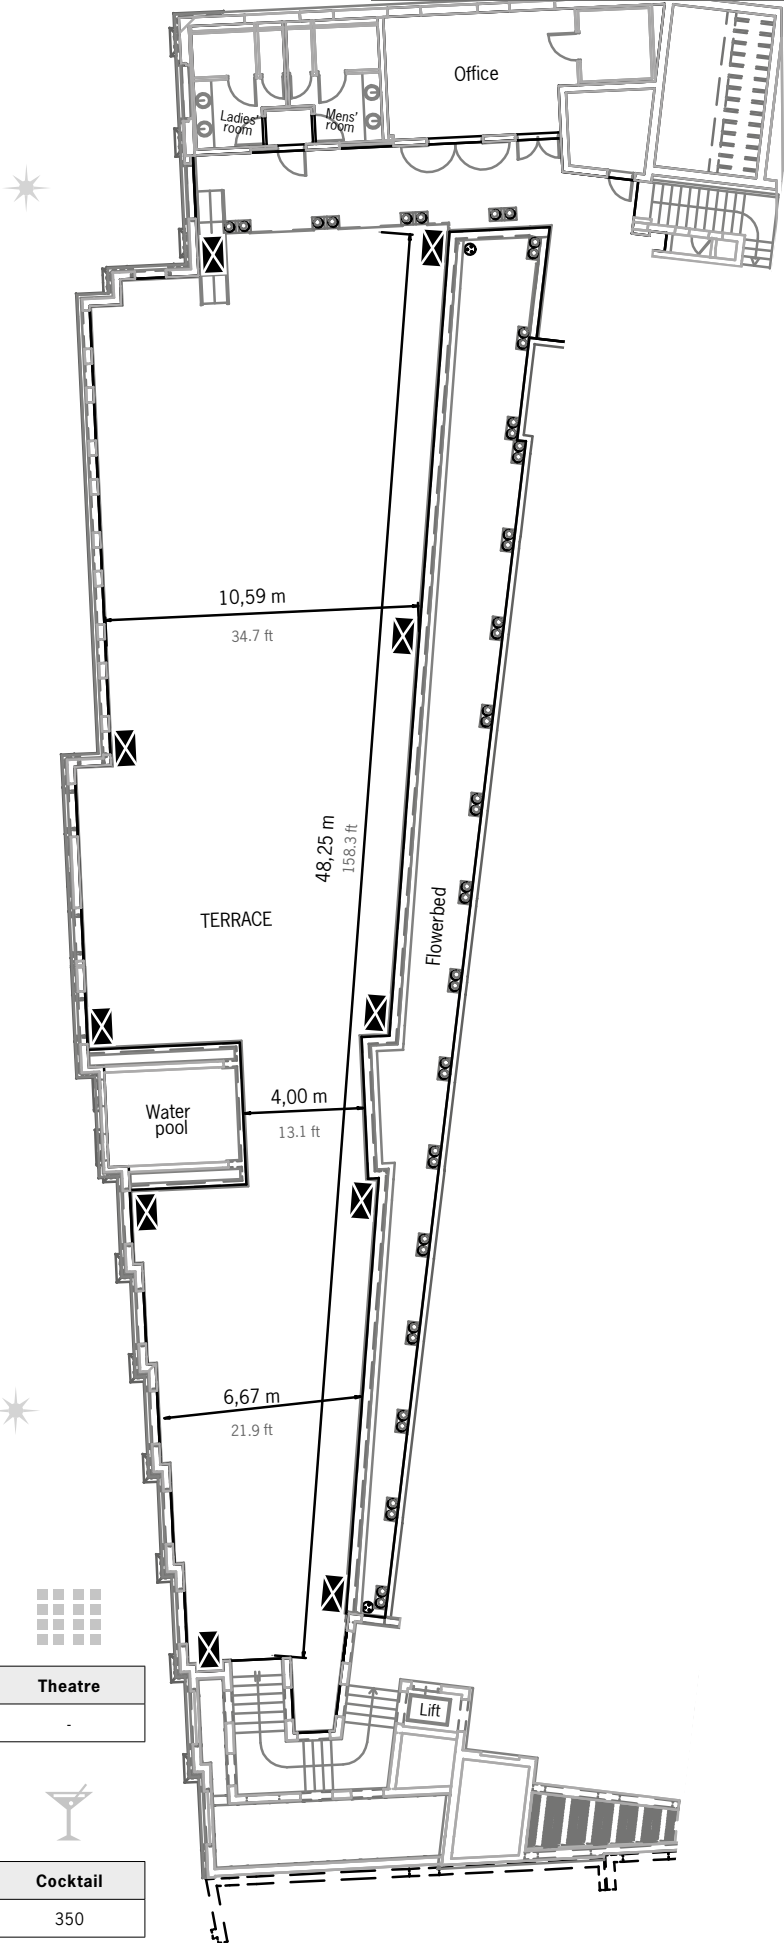 Office
Ladies'
room
Mens'
room
10,59 m
34.7 ft
48,25 m
158.3 ft
TERRACE
Flowerbed
4,00 m
13.1 ft
Water
pool
6,67 m
21.9 ft
Theatre
-
Lift
Cocktail
350